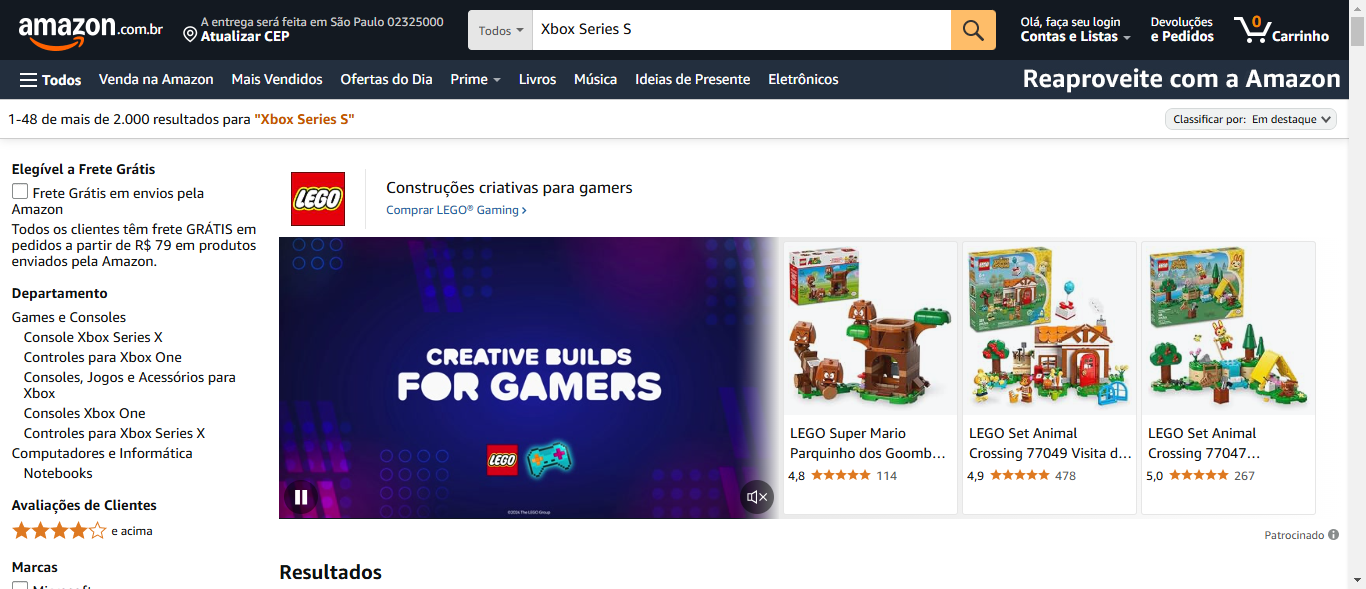 amazon.com.br
A entrega será feita em São Paulo 02325000
Atualizar CEP
Todos
Xbox Series S
Olá, faça seu login
Contas e Listas
Devoluções
e Pedidos
0
Carrinho
Todos
Venda na Amazon
Mais Vendidos
Ofertas do Dia
Prime
Livros
Música
Ideias de Presente
Eletrônicos
Reaproveite com a Amazon
1-48 de mais de 2.000 resultados para "Xbox Series S"
Classificar por: Em destaque
Elegível a Frete Grátis
Frete Grátis em envios pela
Amazon
Todos os clientes têm frete GRÁTIS em
pedidos a partir de R$ 79 em produtos
enviados pela Amazon.
Departamento
Games e Consoles
Console Xbox Series X
Controles para Xbox One
Consoles, Jogos e Acessórios para
Xbox
Consoles Xbox One
Controles para Xbox Series X
Computadores e Informática
Notebooks
Avaliações de Clientes
e acima
Marcas
Microsoft
LEGO
Construções criativas para gamers
Comprar LEGO® Gaming ›
CREATIVE BUILDS
FOR GAMERS
LEGO
©2024 The LEGO Group
LEGO Super Mario
Parquinho dos Goomb...
4,8
114
LEGO Set Animal
Crossing 77049 Visita d...
4,9
478
LEGO Set Animal
Crossing 77047...
5,0
267
Patrocinado
Resultados